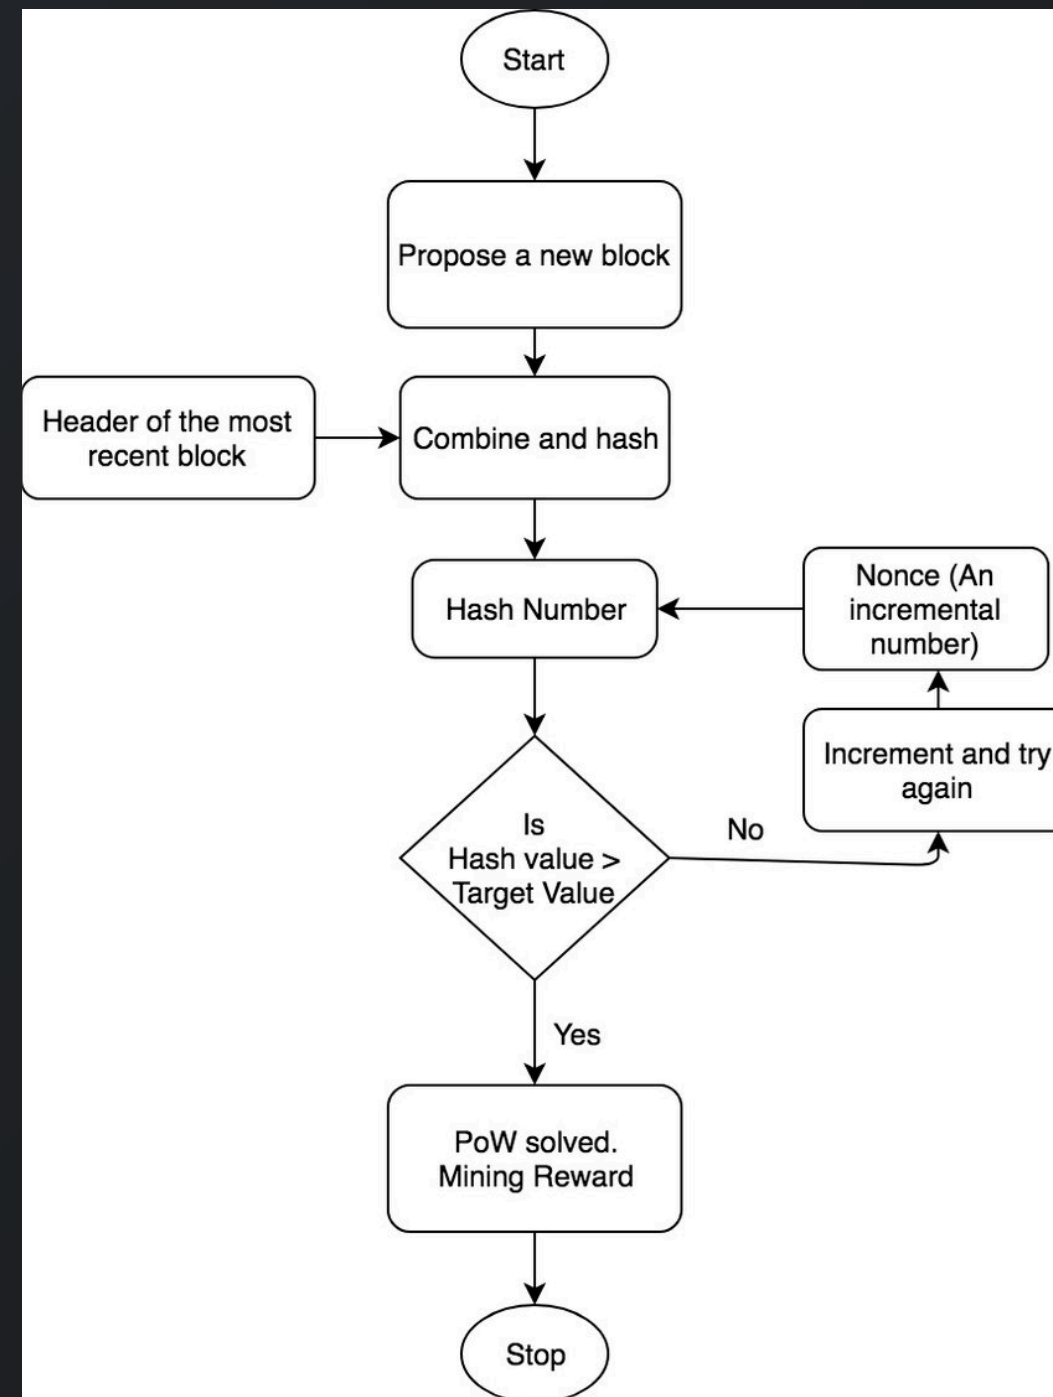 Start
Propose a new block
Header of the most
recent block
Combine and hash
Hash Number
Nonce (An
incremental
number)
Increment and try
again
Is
Hash value >
Target Value
No
Yes
PoW solved.
Mining Reward
Stop